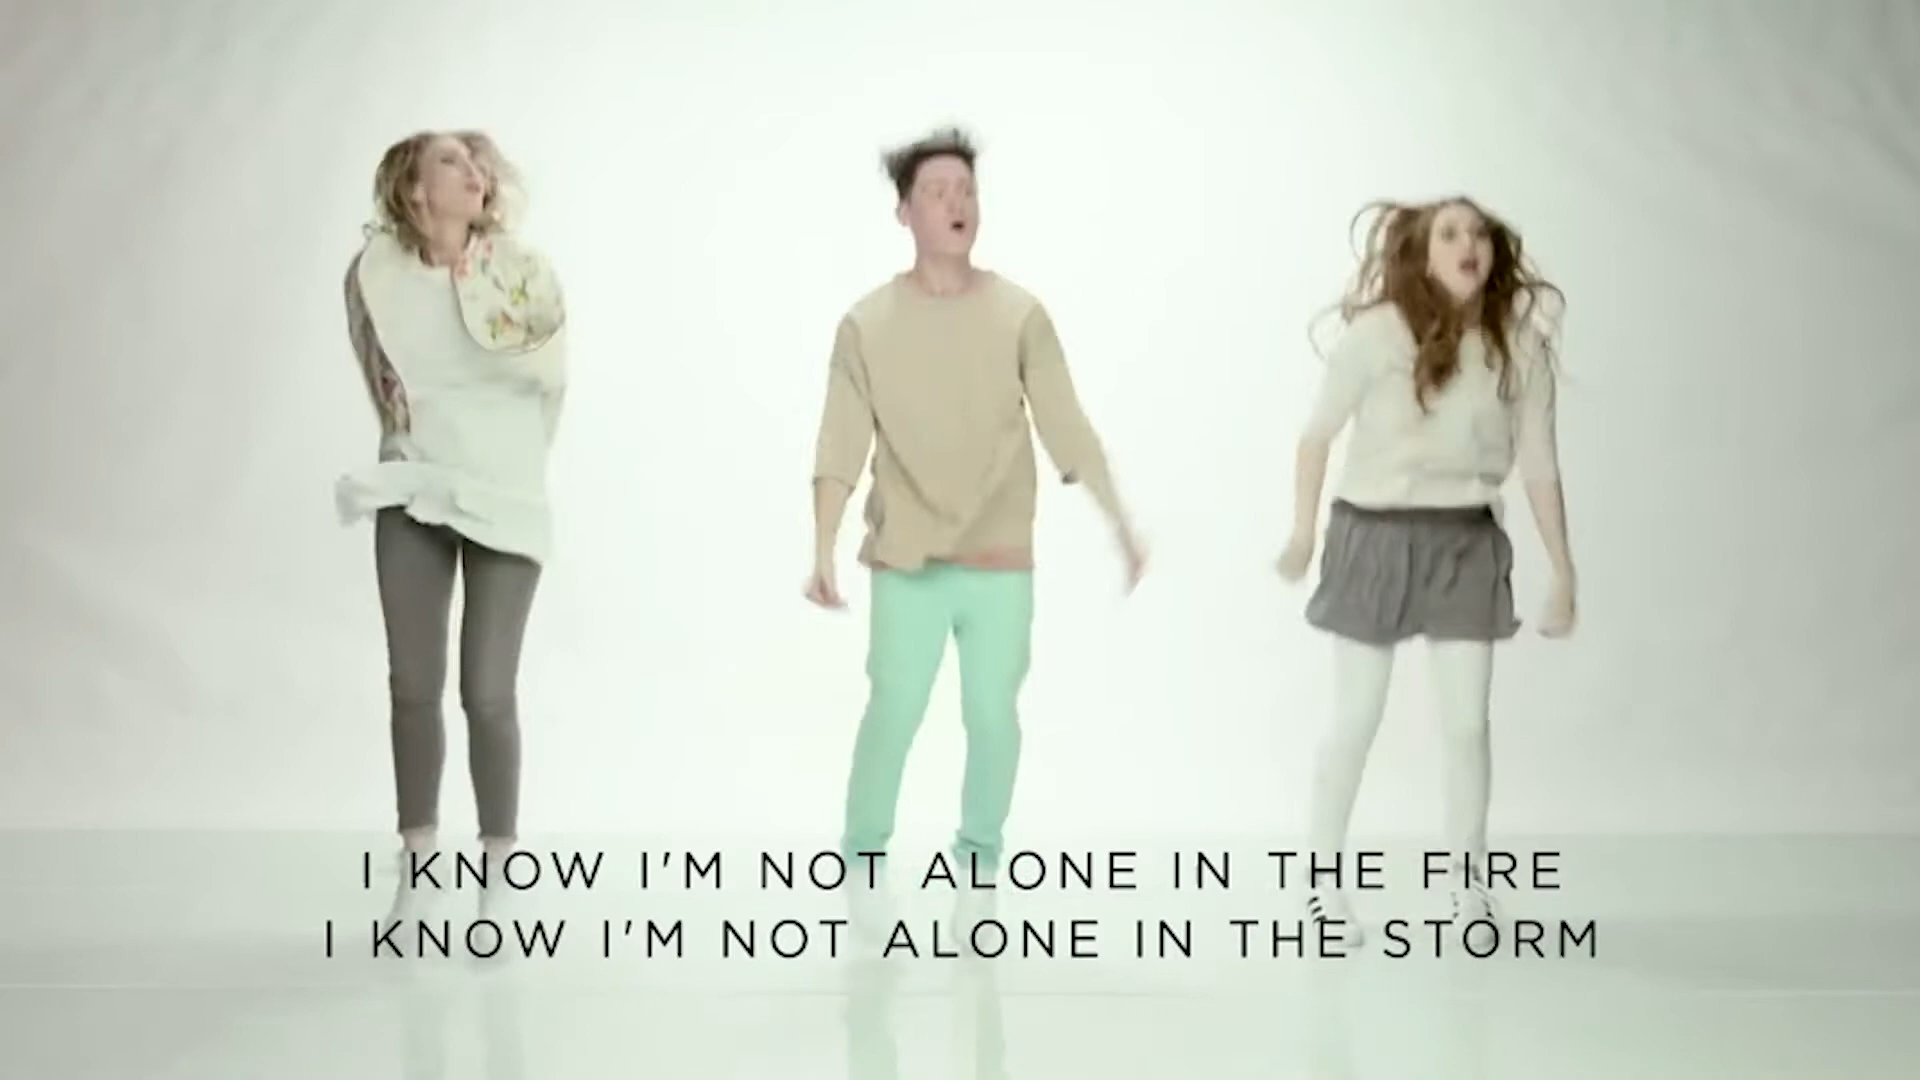 I KNOW I'M NOT ALONE IN THE FIRE
I KNOW I'M NOT ALONE IN THE STORM